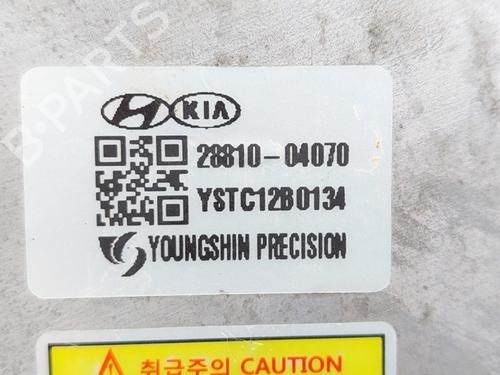 B-PARTS
KIA
28810-04070
YSTC12B0134
YOUNGSHIN PRECISION
취급주의 CAUTION